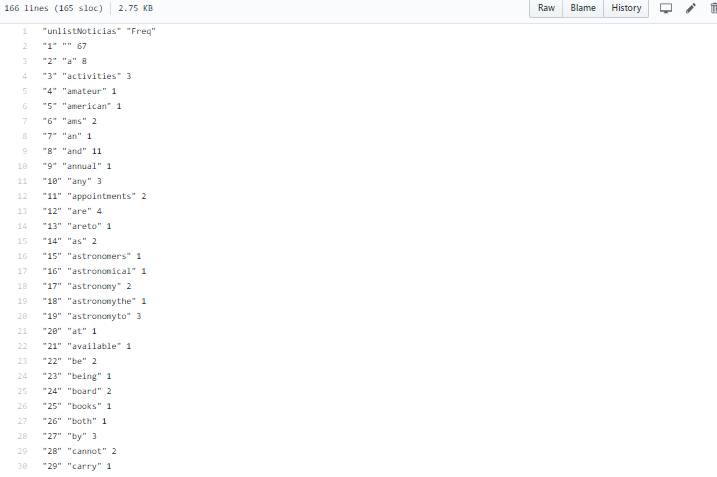 166 lines (165 sloc) 2.75 KB Raw Blame History
1 "unlistNoticias" "Freq"
2 "1" "" 67
3 "2" "a" 8
4 "3" "activities" 3
5 "4" "amateur" 1
6 "5" "american" 1
7 "6" "ams" 2
8 "7" "an" 1
9 "8" "and" 11
10 "9" "annual" 1
11 "10" "any" 3
12 "11" "appointments" 2
13 "12" "are" 4
14 "13" "areto" 1
15 "14" "as" 2
16 "15" "astronomers" 1
17 "16" "astronomical" 1
18 "17" "astronomy" 2
19 "18" "astronomythe" 1
20 "19" "astronomyto" 3
21 "20" "at" 1
22 "21" "available" 1
23 "22" "be" 2
24 "23" "being" 1
25 "24" "board" 2
26 "25" "books" 1
27 "26" "both" 1
28 "27" "by" 3
29 "28" "cannot" 2
30 "29" "carry" 1